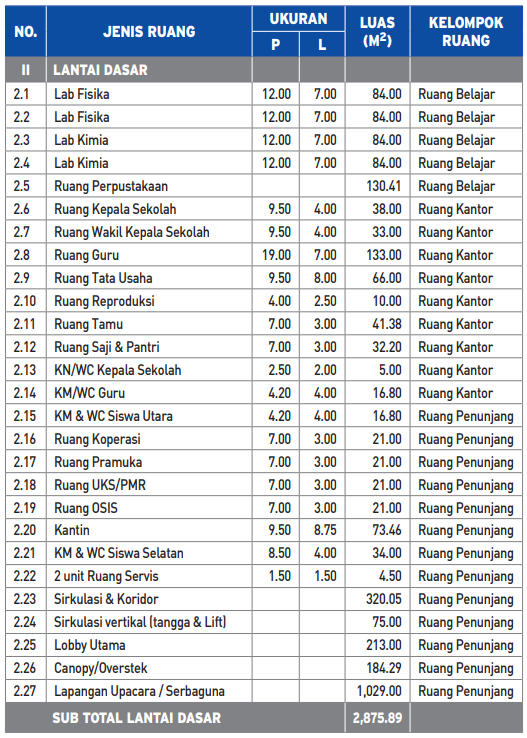 NO. JENIS RUANG UKURAN P L LUAS (M²) KELOMPOK RUANG
II LANTAI DASAR
2.1 Lab Fisika 12.00 7.00 84.00 Ruang Belajar
2.2 Lab Fisika 12.00 7.00 84.00 Ruang Belajar
2.3 Lab Kimia 12.00 7.00 84.00 Ruang Belajar
2.4 Lab Kimia 12.00 7.00 84.00 Ruang Belajar
2.5 Ruang Perpustakaan 130.41 Ruang Belajar
2.6 Ruang Kepala Sekolah 9.50 4.00 38.00 Ruang Kantor
2.7 Ruang Wakil Kepala Sekolah 9.50 4.00 33.00 Ruang Kantor
2.8 Ruang Guru 19.00 7.00 133.00 Ruang Kantor
2.9 Ruang Tata Usaha 9.50 8.00 66.00 Ruang Kantor
2.10 Ruang Reproduksi 4.00 2.50 10.00 Ruang Kantor
2.11 Ruang Tamu 7.00 3.00 41.38 Ruang Kantor
2.12 Ruang Saji & Pantri 7.00 3.00 32.20 Ruang Kantor
2.13 KN/WC Kepala Sekolah 2.50 2.00 5.00 Ruang Kantor
2.14 KM/WC Guru 4.20 4.00 16.80 Ruang Kantor
2.15 KM & WC Siswa Utara 4.20 4.00 16.80 Ruang Penunjang
2.16 Ruang Koperasi 7.00 3.00 21.00 Ruang Penunjang
2.17 Ruang Pramuka 7.00 3.00 21.00 Ruang Penunjang
2.18 Ruang UKS/PMR 7.00 3.00 21.00 Ruang Penunjang
2.19 Ruang OSIS 7.00 3.00 21.00 Ruang Penunjang
2.20 Kantin 9.50 8.75 73.46 Ruang Penunjang
2.21 KM & WC Siswa Selatan 8.50 4.00 34.00 Ruang Penunjang
2.22 2 unit Ruang Servis 1.50 1.50 4.50 Ruang Penunjang
2.23 Sirkulasi & Koridor 320.05 Ruang Penunjang
2.24 Sirkulasi vertikal (tangga & Lift) 75.00 Ruang Penunjang
2.25 Lobby Utama 213.00 Ruang Penunjang
2.26 Canopy/Overstek 184.29 Ruang Penunjang
2.27 Lapangan Upacara / Serbaguna 1,029.00 Ruang Penunjang
SUB TOTAL LANTAI DASAR 2,875.89